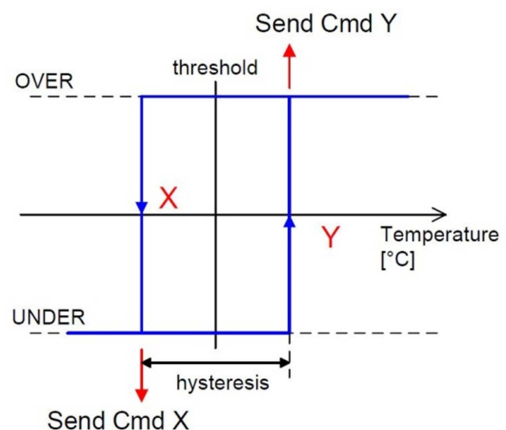 Send Cmd Y
threshold
OVER
X
Y
Temperature
[°C]
UNDER
hysteresis
Send Cmd X